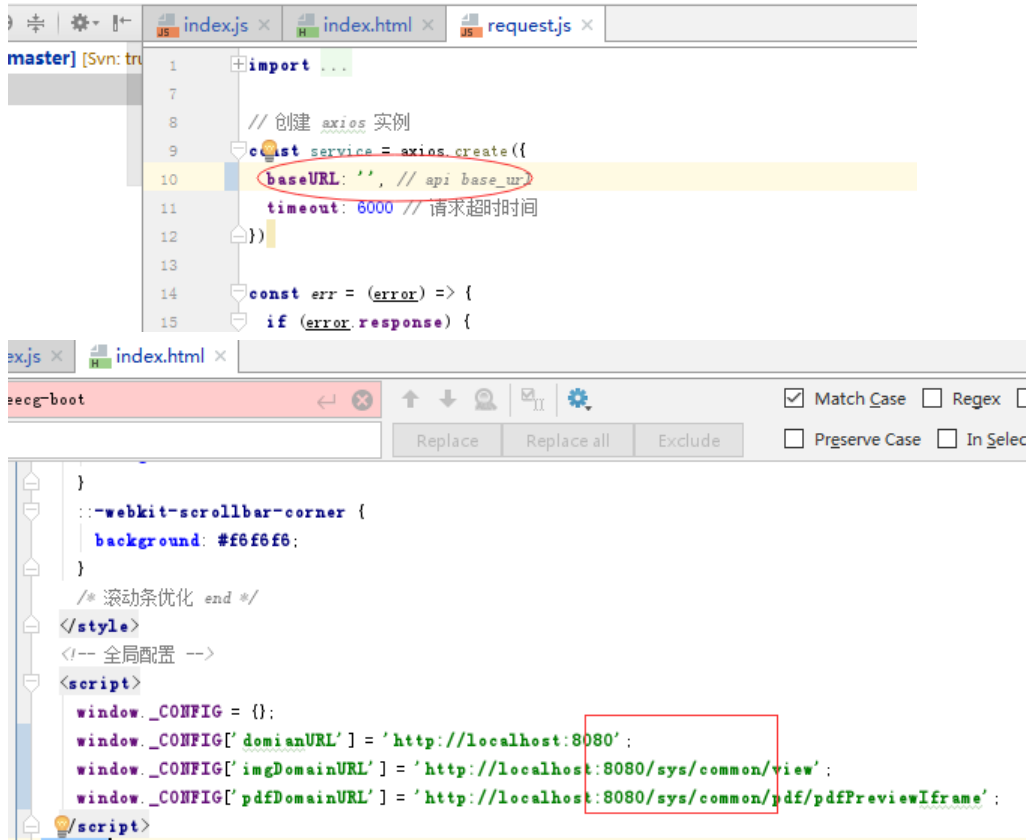 index.js index.html request.js
master] [Svn: tru
1 import ...
7
8 // 创建 axios 实例
9 const service = axios.create({
10 baseURL: '', // api base_url
11 timeout: 6000 // 请求超时时间
12 })
13
14 const err = (error) => {
15 if (error.response) {
ex.js index.html
eecg-boot Match Case Regex
Replace Replace all Exclude Preserve Case In Selec
}
::-webkit-scrollbar-corner {
background: #f6f6f6;
}
/* 滚动条优化 end */
</style>
<!-- 全局配置 -->
<script>
window._CONFIG = {};
window._CONFIG['domianURL'] = 'http://localhost:8080';
window._CONFIG['imgDomainURL'] = 'http://localhost:8080/sys/common/view';
window._CONFIG['pdfDomainURL'] = 'http://localhost:8080/sys/common/pdf/pdfPreviewIframe';
/script>